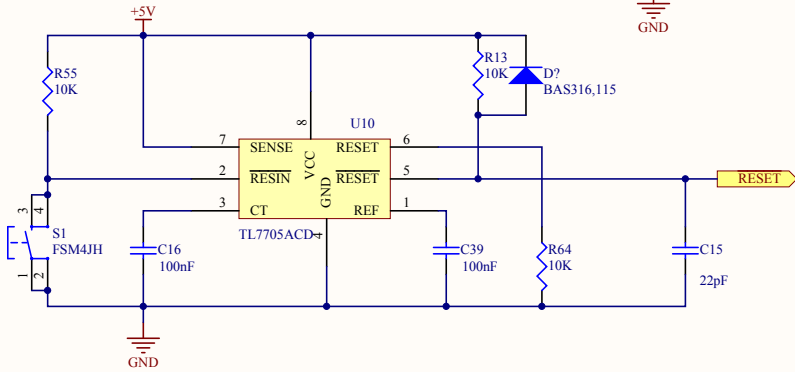 +5V
GND
R55
10K
R13
10K
D?
BAS316,115
U10
8
7
SENSE
VCC
RESET
6
2
RESIN
RESET
5
RESET
3
CT
GND
REF
1
TL7705ACD
4
3
4
S1
FSM4JH
1
2
C16
100nF
C39
100nF
R64
10K
C15
22pF
GND